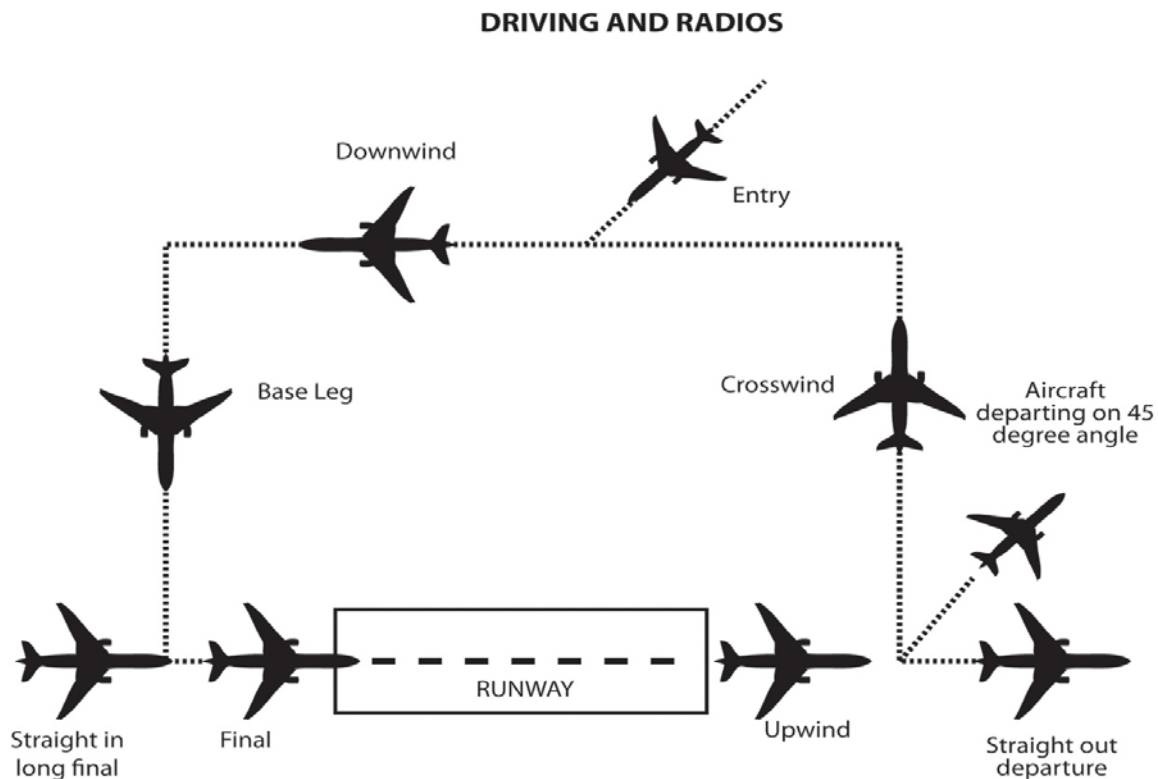 DRIVING AND RADIOS
Downwind
Entry
Base Leg
Crosswind
Aircraft
departing on 45
degree angle
RUNWAY
Straight in
long final
Final
Upwind
Straight out
departure